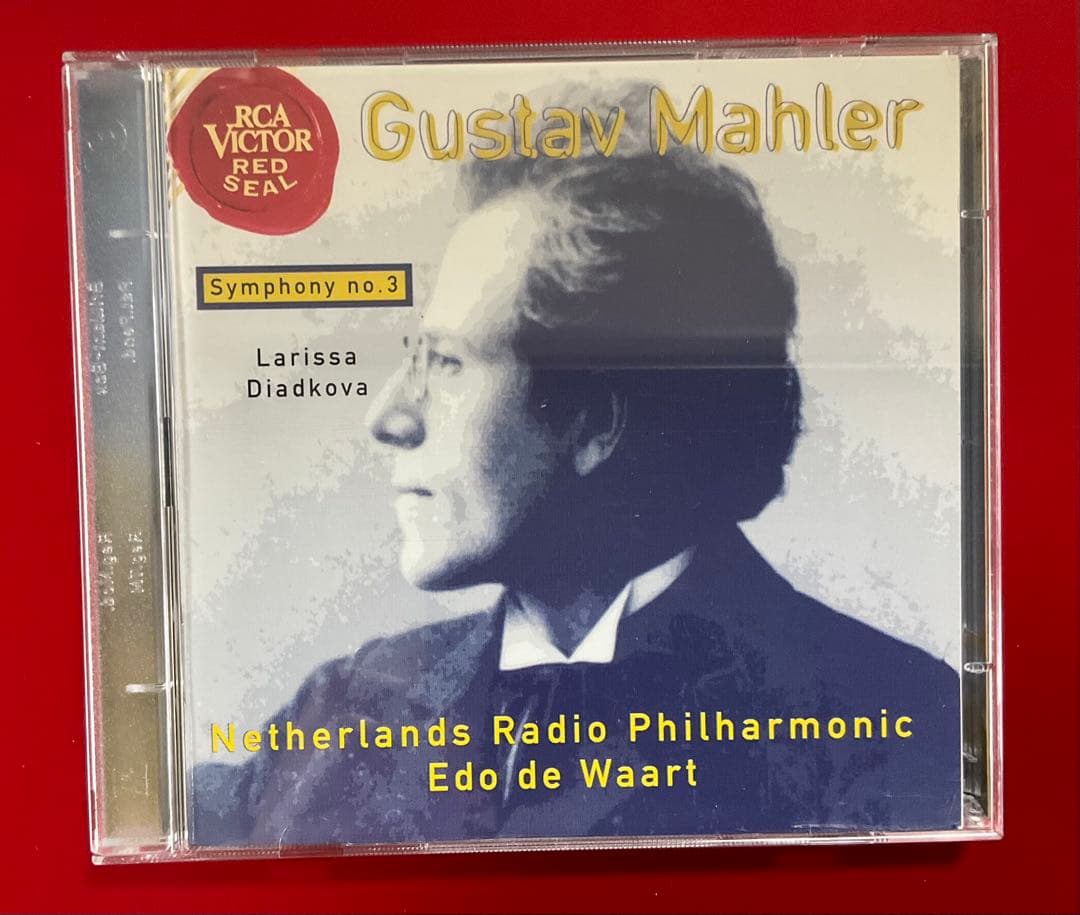 RCA
VICTOR
RED
SEAL
Gustav Mahler
Symphony no.3
Larissa
Diadkova
Netherlands Radio Philharmonic
Edo de Waart